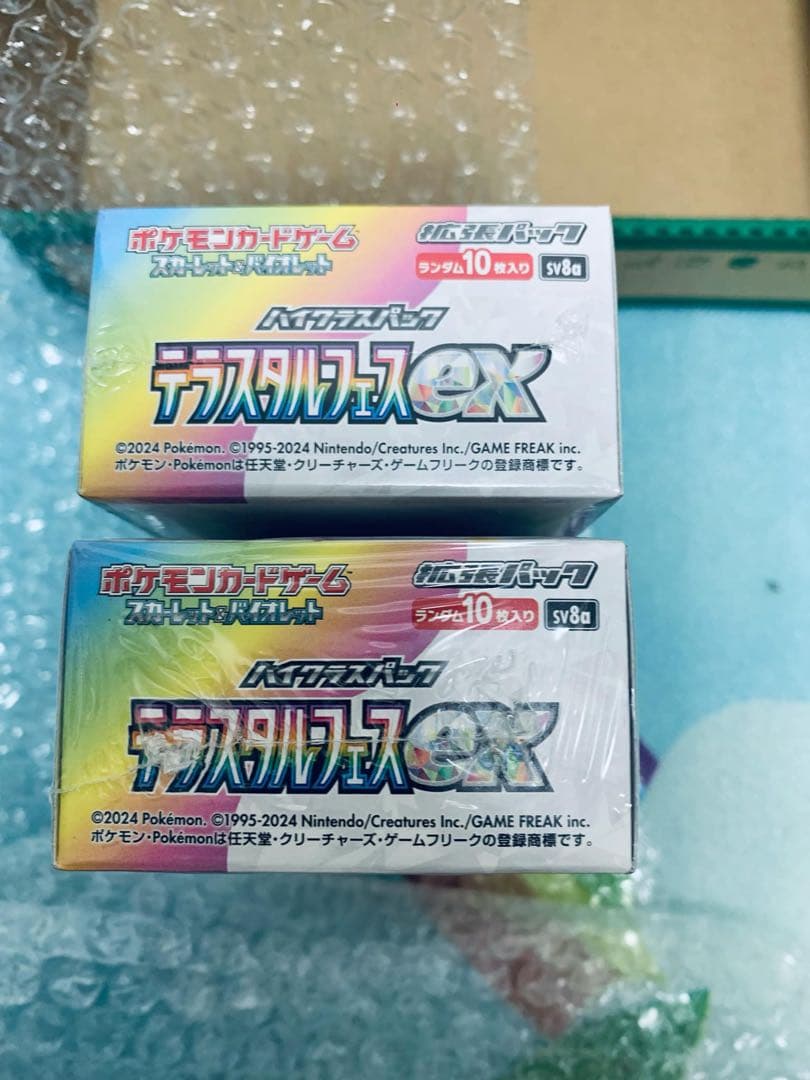 ポケモンカードゲーム
スカーレット&バイオレット
拡張パック
ランダム10枚入り SV8a
ハイクラスパック
テラスタルフェスex
©2024 Pokémon. ©1995-2024 Nintendo/Creatures Inc./GAME FREAK inc.
ポケモン・Pokémonは任天堂・クリーチャーズ・ゲームフリークの登録商標です。
ポケモンカードゲーム
スカーレット&バイオレット
拡張パック
ランダム10枚入り SV8a
ハイクラスパック
テラスタルフェスex
©2024 Pokémon. ©1995-2024 Nintendo/Creatures Inc./GAME FREAK inc.
ポケモン・Pokémonは任天堂・クリーチャーズ・ゲームフリークの登録商標です。